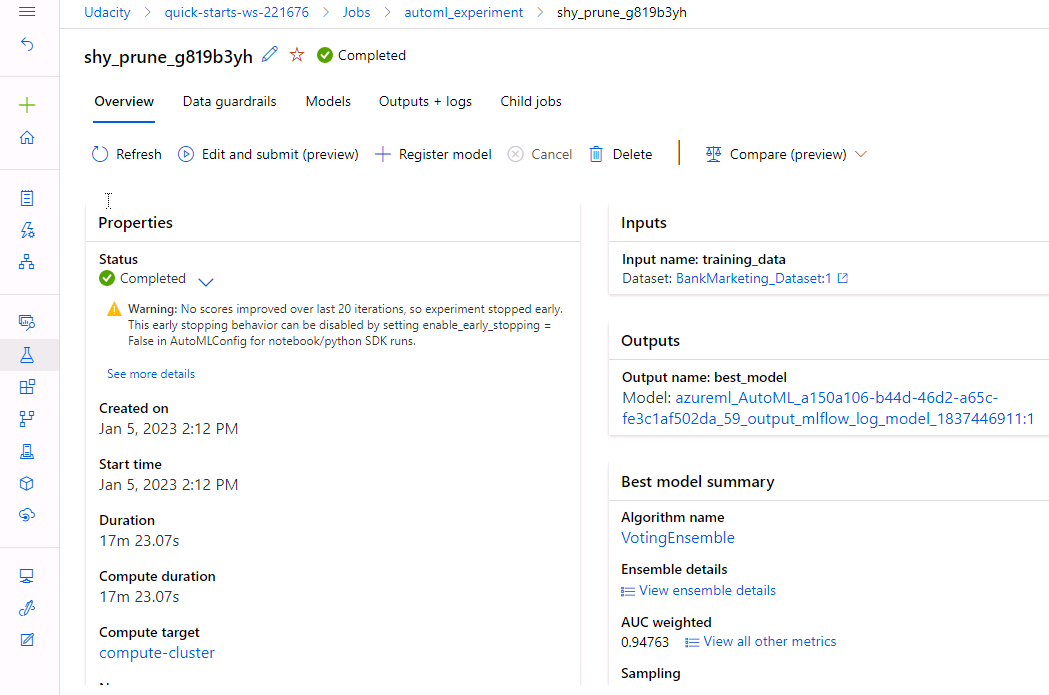 Udacity > quick-starts-ws-221676 > Jobs > automl_experiment > shy_prune_g819b3yh
shy_prune_g819b3yh Completed
Overview Data guardrails Models Outputs + logs Child jobs
Refresh Edit and submit (preview) Register model Cancel Delete Compare (preview)
Properties
Status
Completed
Warning: No scores improved over last 20 iterations, so experiment stopped early.
This early stopping behavior can be disabled by setting enable_early_stopping =
False in AutoMLConfig for notebook/python SDK runs.
See more details
Created on
Jan 5, 2023 2:12 PM
Start time
Jan 5, 2023 2:12 PM
Duration
17m 23.07s
Compute duration
17m 23.07s
Compute target
compute-cluster
Inputs
Input name: training_data
Dataset: BankMarketing_Dataset:1
Outputs
Output name: best_model
Model: azureml_AutoML_a150a106-b44d-46d2-a65c-
fe3c1af502da_59_output_mlflow_log_model_1837446911:1
Best model summary
Algorithm name
VotingEnsemble
Ensemble details
View ensemble details
AUC weighted
0.94763 View all other metrics
Sampling